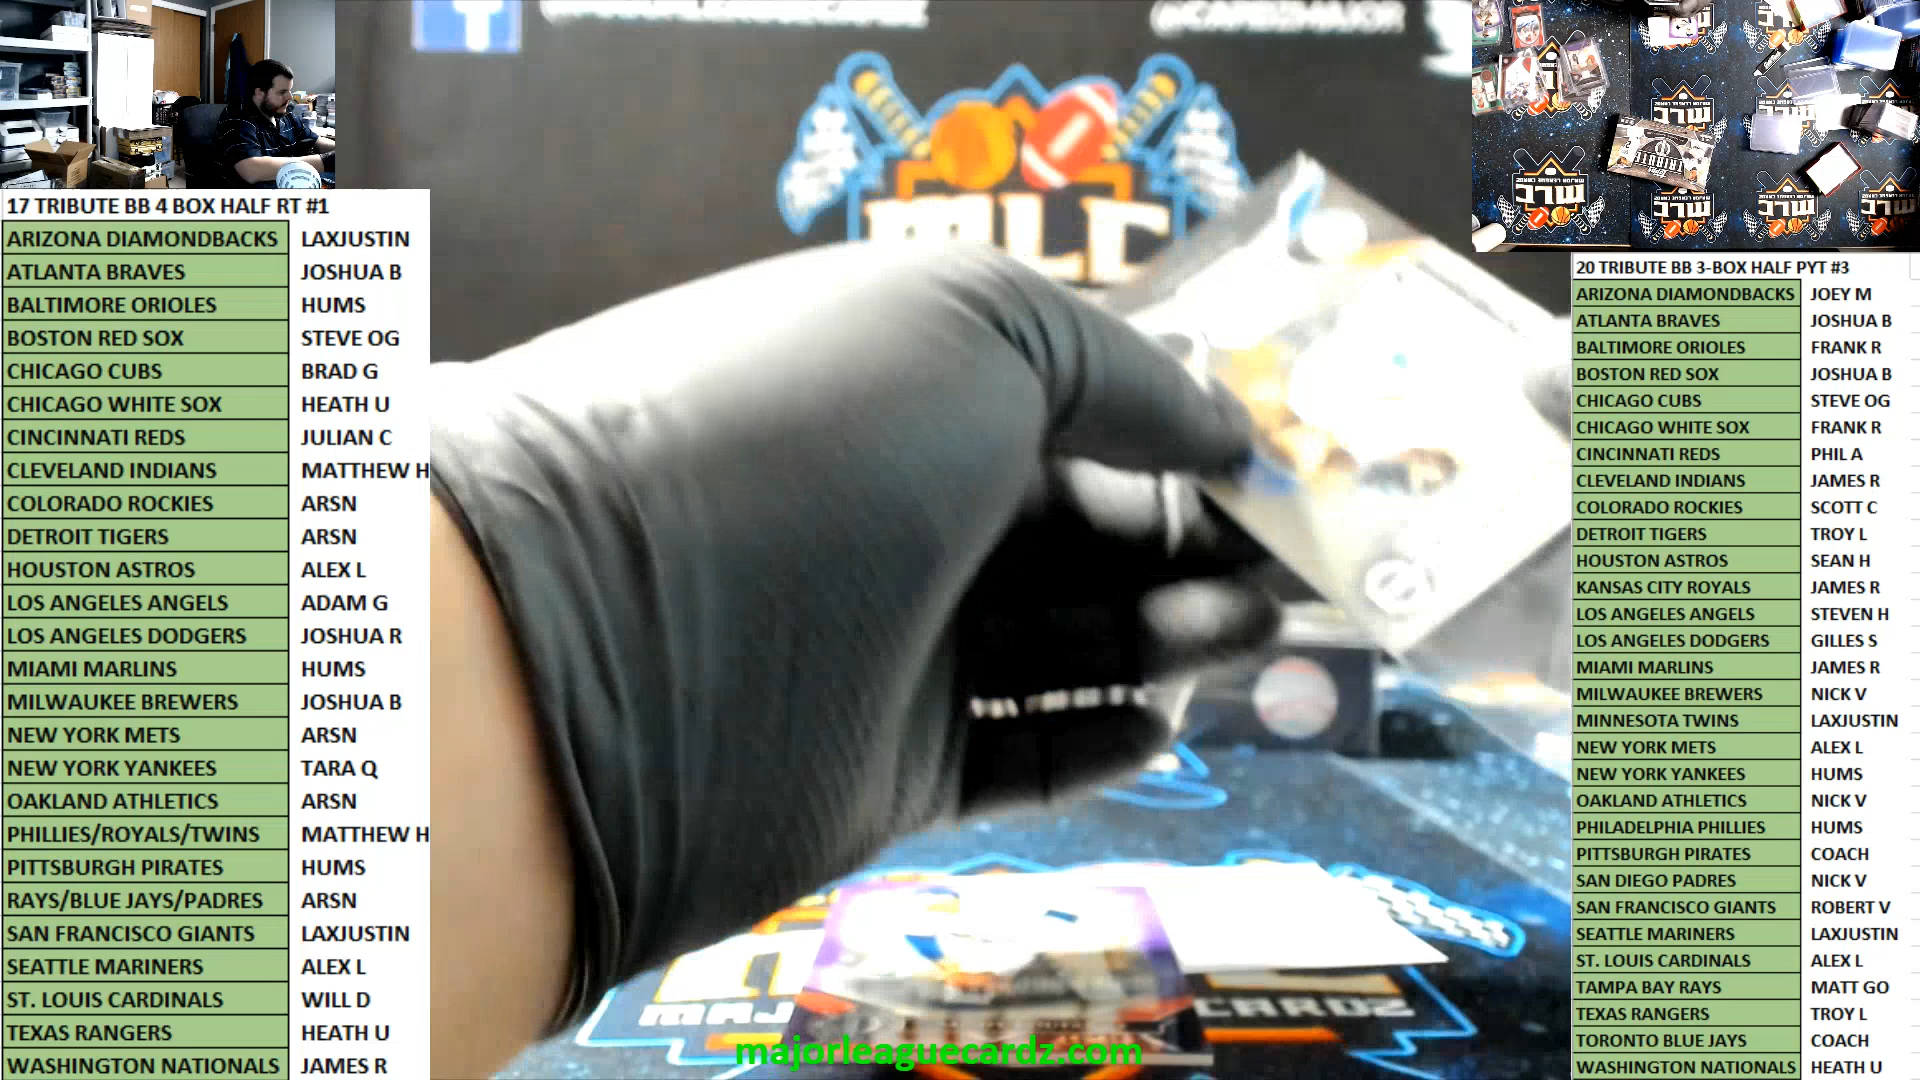 17 TRIBUTE BB 4 BOX HALF RT #1
ARIZONA DIAMONDBACKS LAXJUSTIN
ATLANTA BRAVES JOSHUA B
BALTIMORE ORIOLES HUMS
BOSTON RED SOX STEVE OG
CHICAGO CUBS BRAD G
CHICAGO WHITE SOX HEATH U
CINCINNATI REDS JULIAN C
CLEVELAND INDIANS MATTHEW H
COLORADO ROCKIES ARSN
DETROIT TIGERS ARSN
HOUSTON ASTROS ALEX L
LOS ANGELES ANGELS ADAM G
LOS ANGELES DODGERS JOSHUA R
MIAMI MARLINS HUMS
MILWAUKEE BREWERS JOSHUA B
NEW YORK METS ARSN
NEW YORK YANKEES TARA Q
OAKLAND ATHLETICS ARSN
PHILLIES/ROYALS/TWINS MATTHEW H
PITTSBURGH PIRATES HUMS
RAYS/BLUE JAYS/PADRES ARSN
SAN FRANCISCO GIANTS LAXJUSTIN
SEATTLE MARINERS ALEX L
ST. LOUIS CARDINALS WILL D
TEXAS RANGERS HEATH U
WASHINGTON NATIONALS JAMES R
MLC
CARDZ
majorleaguecardz.com
TRIBUTE
20 TRIBUTE BB 3-BOX HALF PYT #3
ARIZONA DIAMONDBACKS JOEY M
ATLANTA BRAVES JOSHUA B
BALTIMORE ORIOLES FRANK R
BOSTON RED SOX JOSHUA B
CHICAGO CUBS STEVE OG
CHICAGO WHITE SOX FRANK R
CINCINNATI REDS PHIL A
CLEVELAND INDIANS JAMES R
COLORADO ROCKIES SCOTT C
DETROIT TIGERS TROY L
HOUSTON ASTROS SEAN H
KANSAS CITY ROYALS JAMES R
LOS ANGELES ANGELS STEVEN H
LOS ANGELES DODGERS GILLES S
MIAMI MARLINS JAMES R
MILWAUKEE BREWERS NICK V
MINNESOTA TWINS LAXJUSTIN
NEW YORK METS ALEX L
NEW YORK YANKEES HUMS
OAKLAND ATHLETICS NICK V
PHILADELPHIA PHILLIES HUMS
PITTSBURGH PIRATES COACH
SAN DIEGO PADRES NICK V
SAN FRANCISCO GIANTS ROBERT V
SEATTLE MARINERS LAXJUSTIN
ST. LOUIS CARDINALS ALEX L
TAMPA BAY RAYS MATT GO
TEXAS RANGERS TROY L
TORONTO BLUE JAYS COACH
WASHINGTON NATIONALS HEATH U